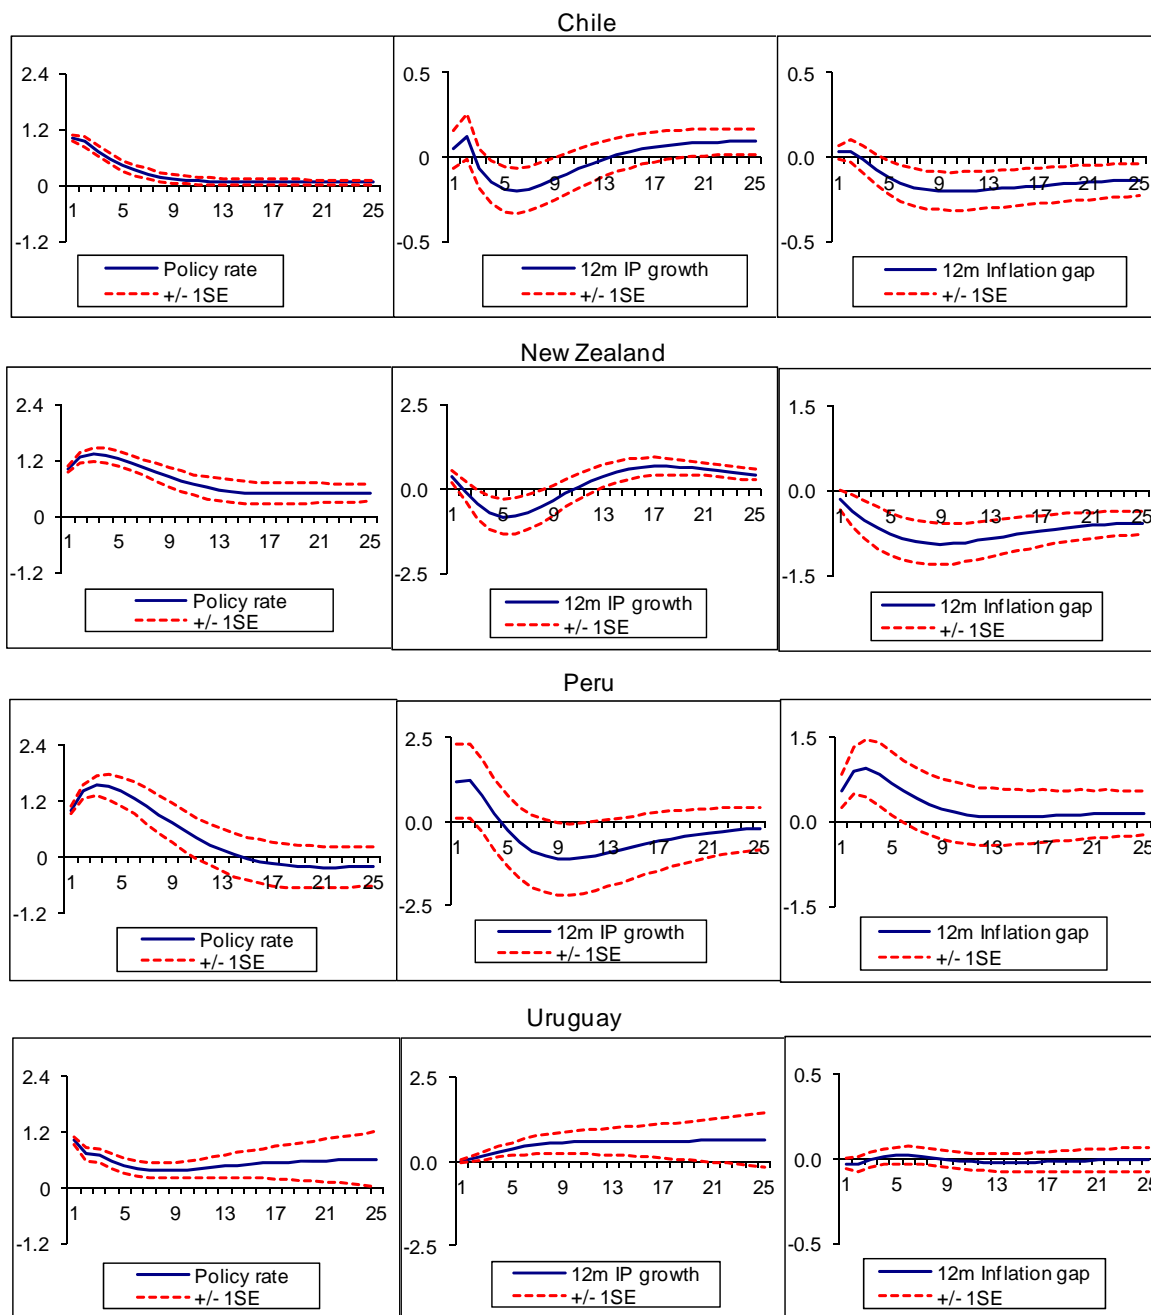 Chile
2.4
1.2
0
-1.2
1 5 9 13 17 21 25
Policy rate
+/- 1SE
0.5
0
-0.5
1 5 9 13 17 21 25
12m IP growth
+/- 1SE
0.5
0.0
-0.5
1 5 9 13 17 21 25
12m Inflation gap
+/- 1SE
New Zealand
2.4
1.2
0
-1.2
1 5 9 13 17 21 25
Policy rate
+/- 1SE
2.5
0.0
-2.5
1 5 9 13 17 21 25
12m IP growth
+/- 1SE
1.5
0.0
-1.5
1 5 9 13 17 21 25
12m Inflation gap
+/- 1SE
Peru
2.4
1.2
0
-1.2
1 5 9 13 17 21 25
Policy rate
+/- 1SE
2.5
0.0
-2.5
1 5 9 13 17 21 25
12m IP growth
+/- 1SE
1.5
0.0
-1.5
1 5 9 13 17 21 25
12m Inflation gap
+/- 1SE
Uruguay
2.4
1.2
0
-1.2
1 5 9 13 17 21 25
Policy rate
+/- 1SE
2.5
0.0
-2.5
1 5 9 13 17 21 25
12m IP growth
+/- 1SE
0.5
0.0
-0.5
1 5 9 13 17 21 25
12m Inflation gap
+/- 1SE